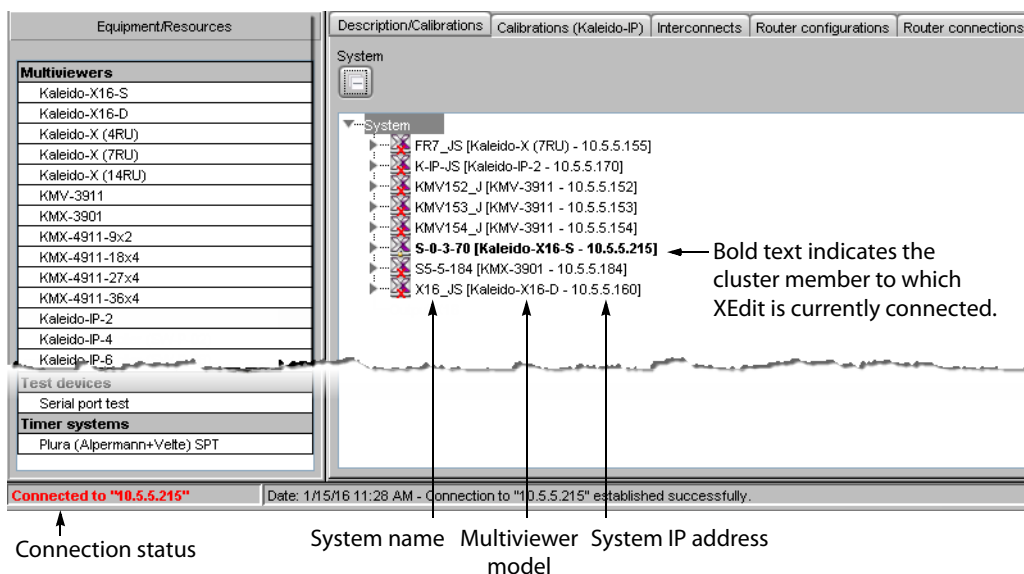 Equipment/Resources
Multiviewers
Kaleido-X16-S
Kaleido-X16-D
Kaleido-X (4RU)
Kaleido-X (7RU)
Kaleido-X (14RU)
KMV-3911
KMX-3901
KMX-4911-9x2
KMX-4911-18x4
KMX-4911-27x4
KMX-4911-36x4
Kaleido-IP-2
Kaleido-IP-4
Kaleido-IP-6
Test devices
Serial port test
Timer systems
Plura (Alpermann+Velte) SPT
Description/Calibrations Calibrations (Kaleido-IP) Interconnects Router configurations Router connections
System
System
FR7_JS [Kaleido-X (7RU) - 10.5.5.155]
K-IP-JS [Kaleido-IP-2 - 10.5.5.170]
KMV152_J [KMV-3911 - 10.5.5.152]
KMV153_J [KMV-3911 - 10.5.5.153]
KMV154_J [KMV-3911 - 10.5.5.154]
S-0-3-70 [Kaleido-X16-S - 10.5.5.215]
S5-5-184 [KMX-3901 - 10.5.5.184]
X16_JS [Kaleido-X16-D - 10.5.5.160]
Bold text indicates the
cluster member to which
XEdit is currently connected.
Connected to "10.5.5.215"
Date: 1/15/16 11:28 AM - Connection to "10.5.5.215" established successfully.
Connection status
System name
Multiviewer
model
System IP address